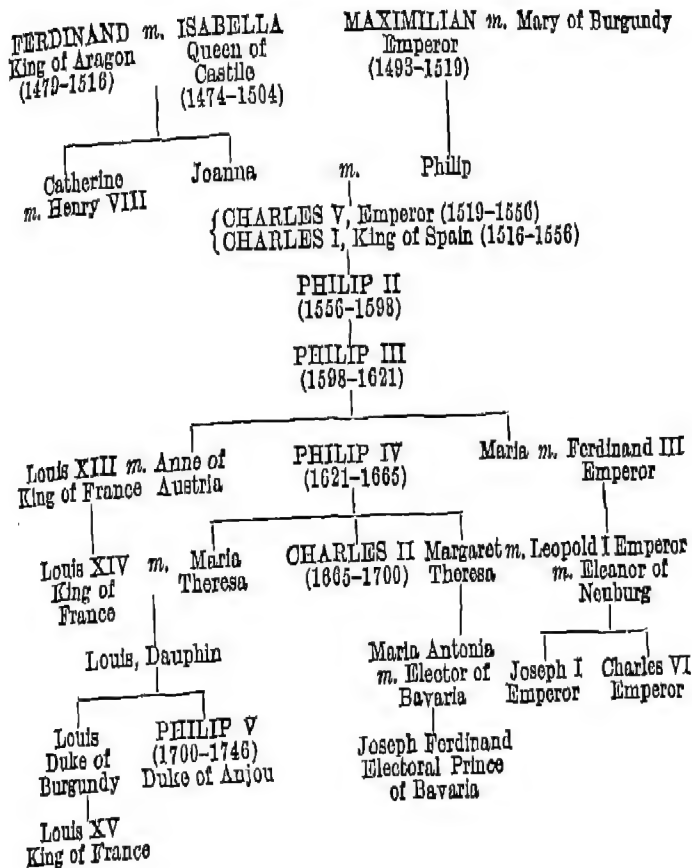 FERDINAND m. ISABELLA
King of Aragon
(1479-1516)
Queen of
Castile
(1474-1504)
MAXIMILIAN m. Mary of Burgundy
Emperor
(1493-1519)
Catherine
m. Henry VIII
Joanna
m.
Philip
CHARLES V, Emperor (1519-1556)
CHARLES I, King of Spain (1516-1556)
PHILIP II
(1556-1598)
PHILIP III
(1598-1621)
Louis XIII m. Anne of
King of France Austria
PHILIP IV
(1621-1665)
Maria m. Ferdinand III
Emperor
Louis XIV
King of
France
m.
Maria
Theresa
CHARLES II
(1665-1700)
Margaret m. Leopold I Emperor
Theresa
m. Eleanor of
Neuburg
Louis, Dauphin
Maria Antonia
m. Elector of
Bavaria
Joseph I
Emperor
Charles VI
Emperor
Louis
Duke of
Burgundy
PHILIP V
(1700-1746)
Duke of Anjou
Joseph Ferdinand
Electoral Prince
of Bavaria
Louis XV
King of France